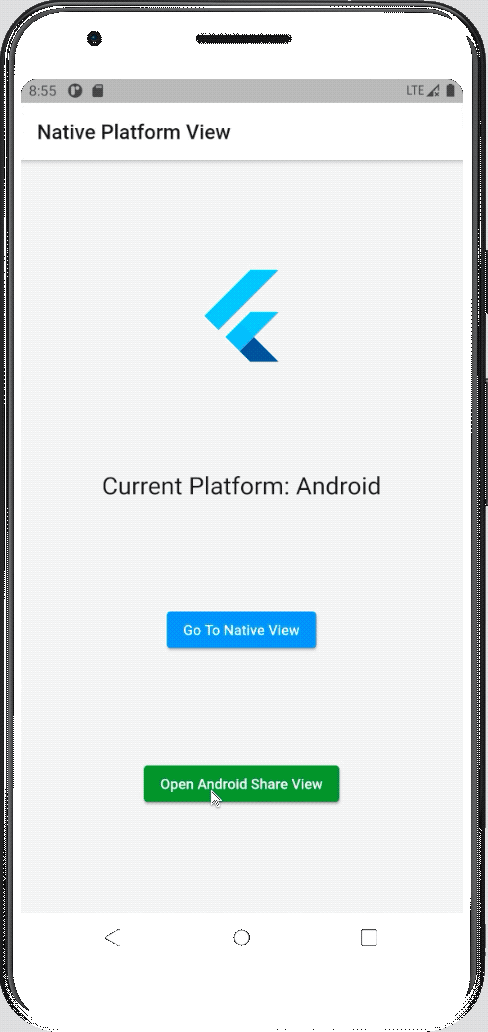 8:55 LTE
Native Platform View
Current Platform: Android
Go To Native View
Open Android Share View